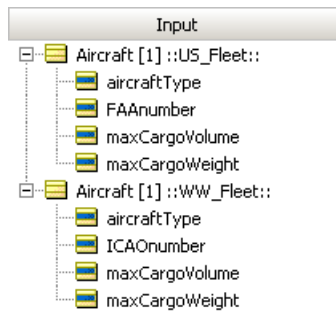 Input
Aircraft [1] ::US_Fleet::
aircraftType
FAAnumber
maxCargoVolume
maxCargoWeight
Aircraft [1] ::WW_Fleet::
aircraftType
ICAOnumber
maxCargoVolume
maxCargoWeight